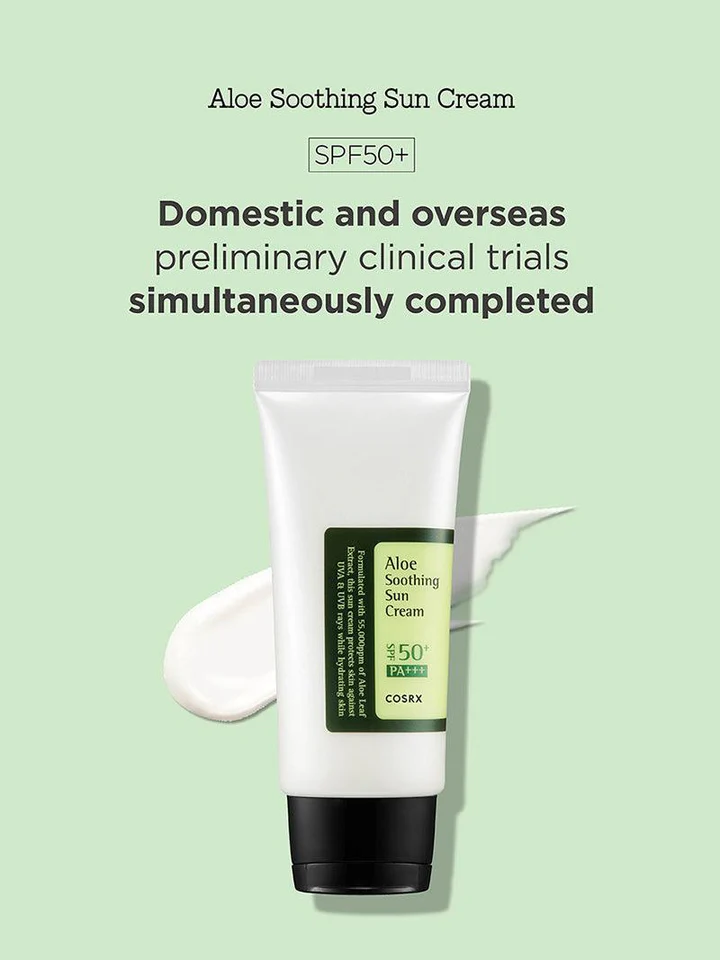 Aloe Soothing Sun Cream
SPF50+
Domestic and overseas
preliminary clinical trials
simultaneously completed
Formulated with 55,000ppm of Aloe Leaf
Extract, this sun cream protects skin against
UVA & UVB rays while hydrating skin
Aloe
Soothing
Sun
Cream
SPF 50+
PA+++
COSRX